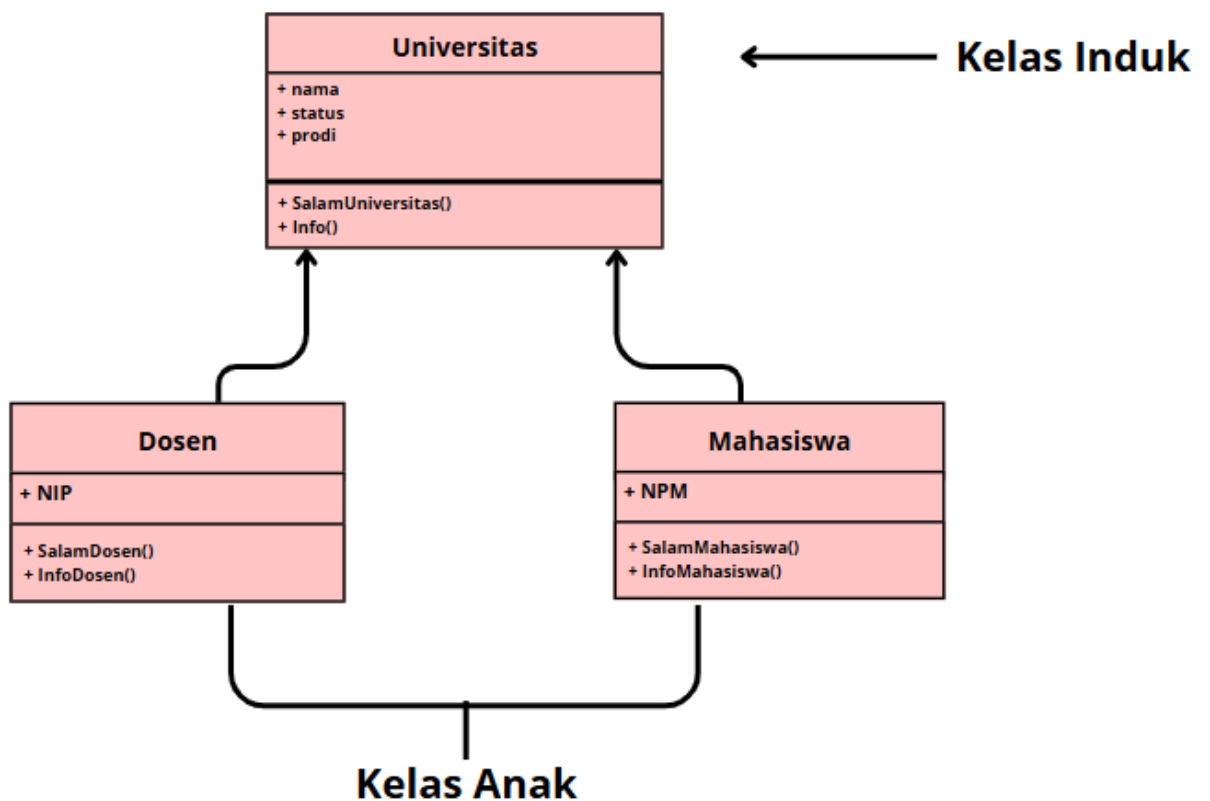 Universitas
+ nama
+ status
+ prodi
+ SalamUniversitas()
+ Info()
Kelas Induk
Dosen
+ NIP
+ SalamDosen()
+ InfoDosen()
Mahasiswa
+ NPM
+ SalamMahasiswa()
+ InfoMahasiswa()
Kelas Anak